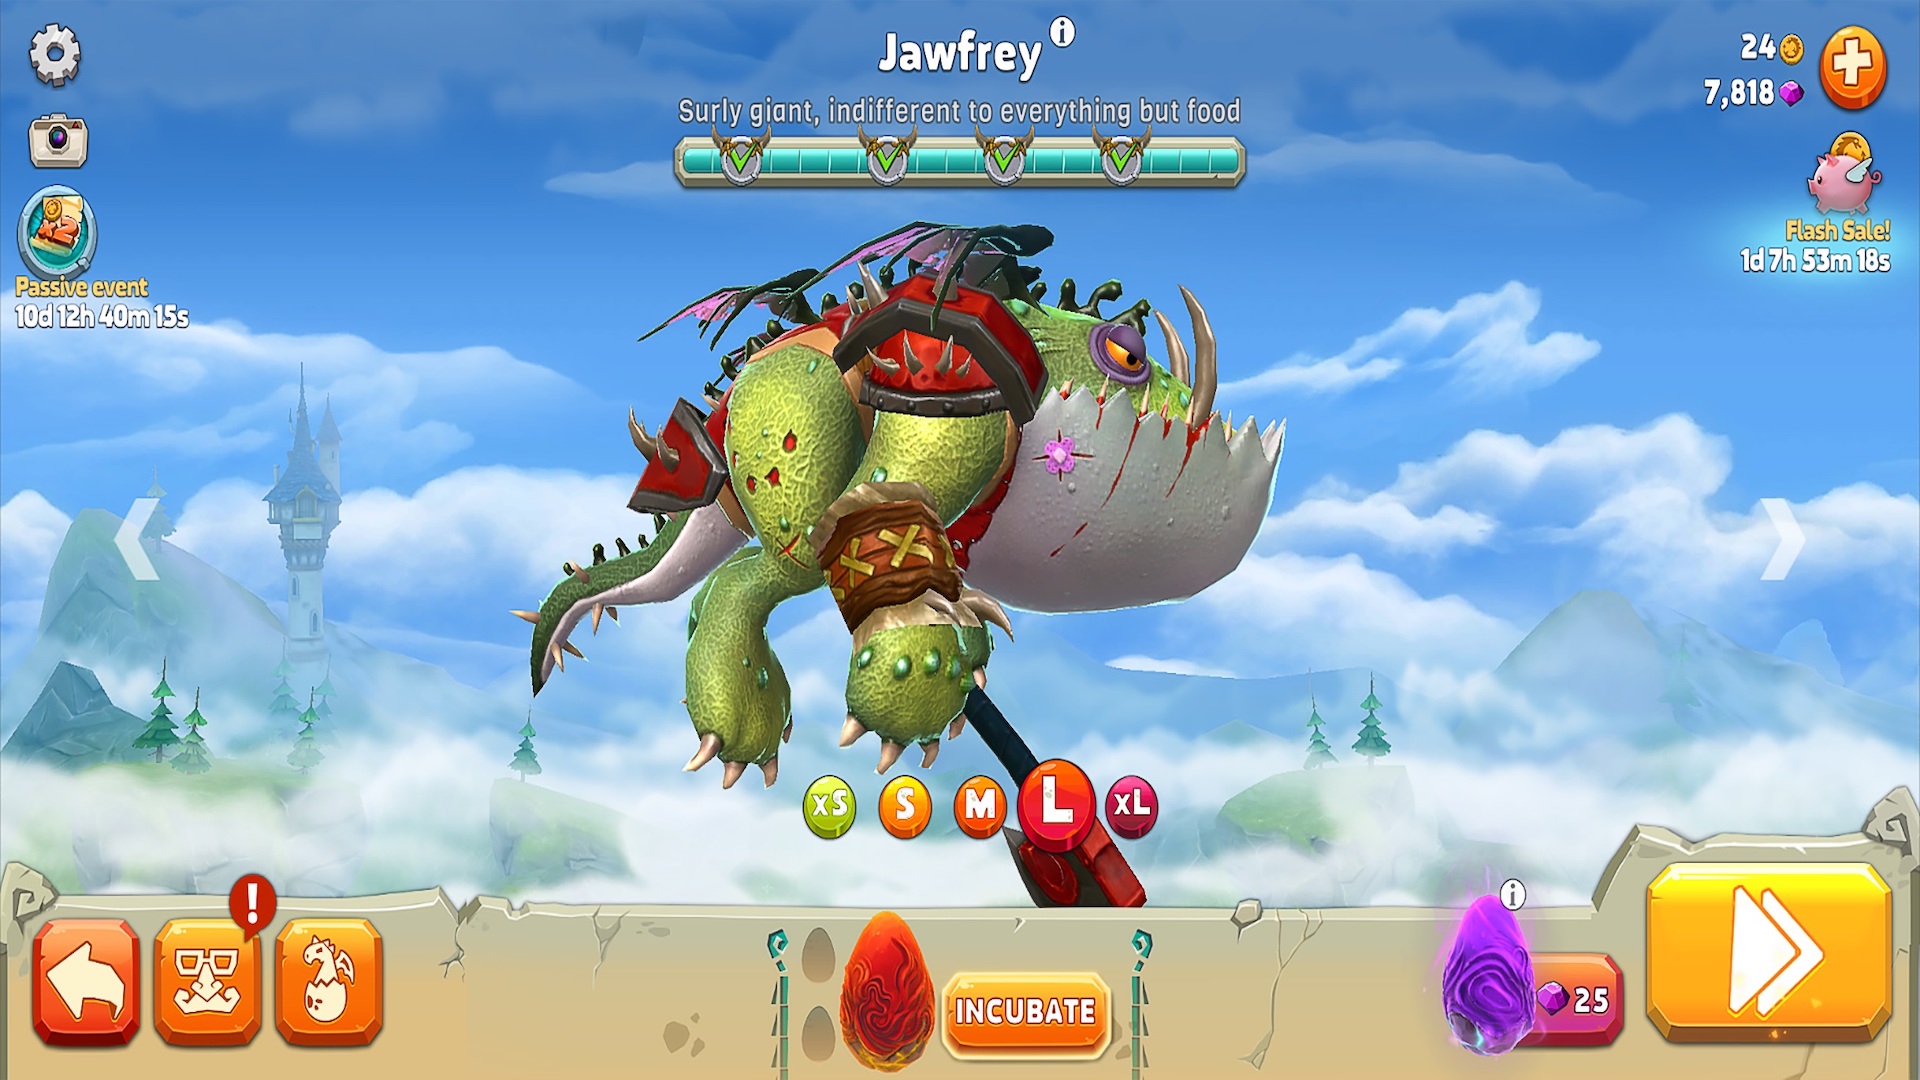 Jawfrey i
Surly giant, indifferent to everything but food
24
7,818
x2
Passive event
10d 12h 40m 15s
Flash Sale!
1d 7h 53m 18s
xS S M L xL
!
INCUBATE
i
25